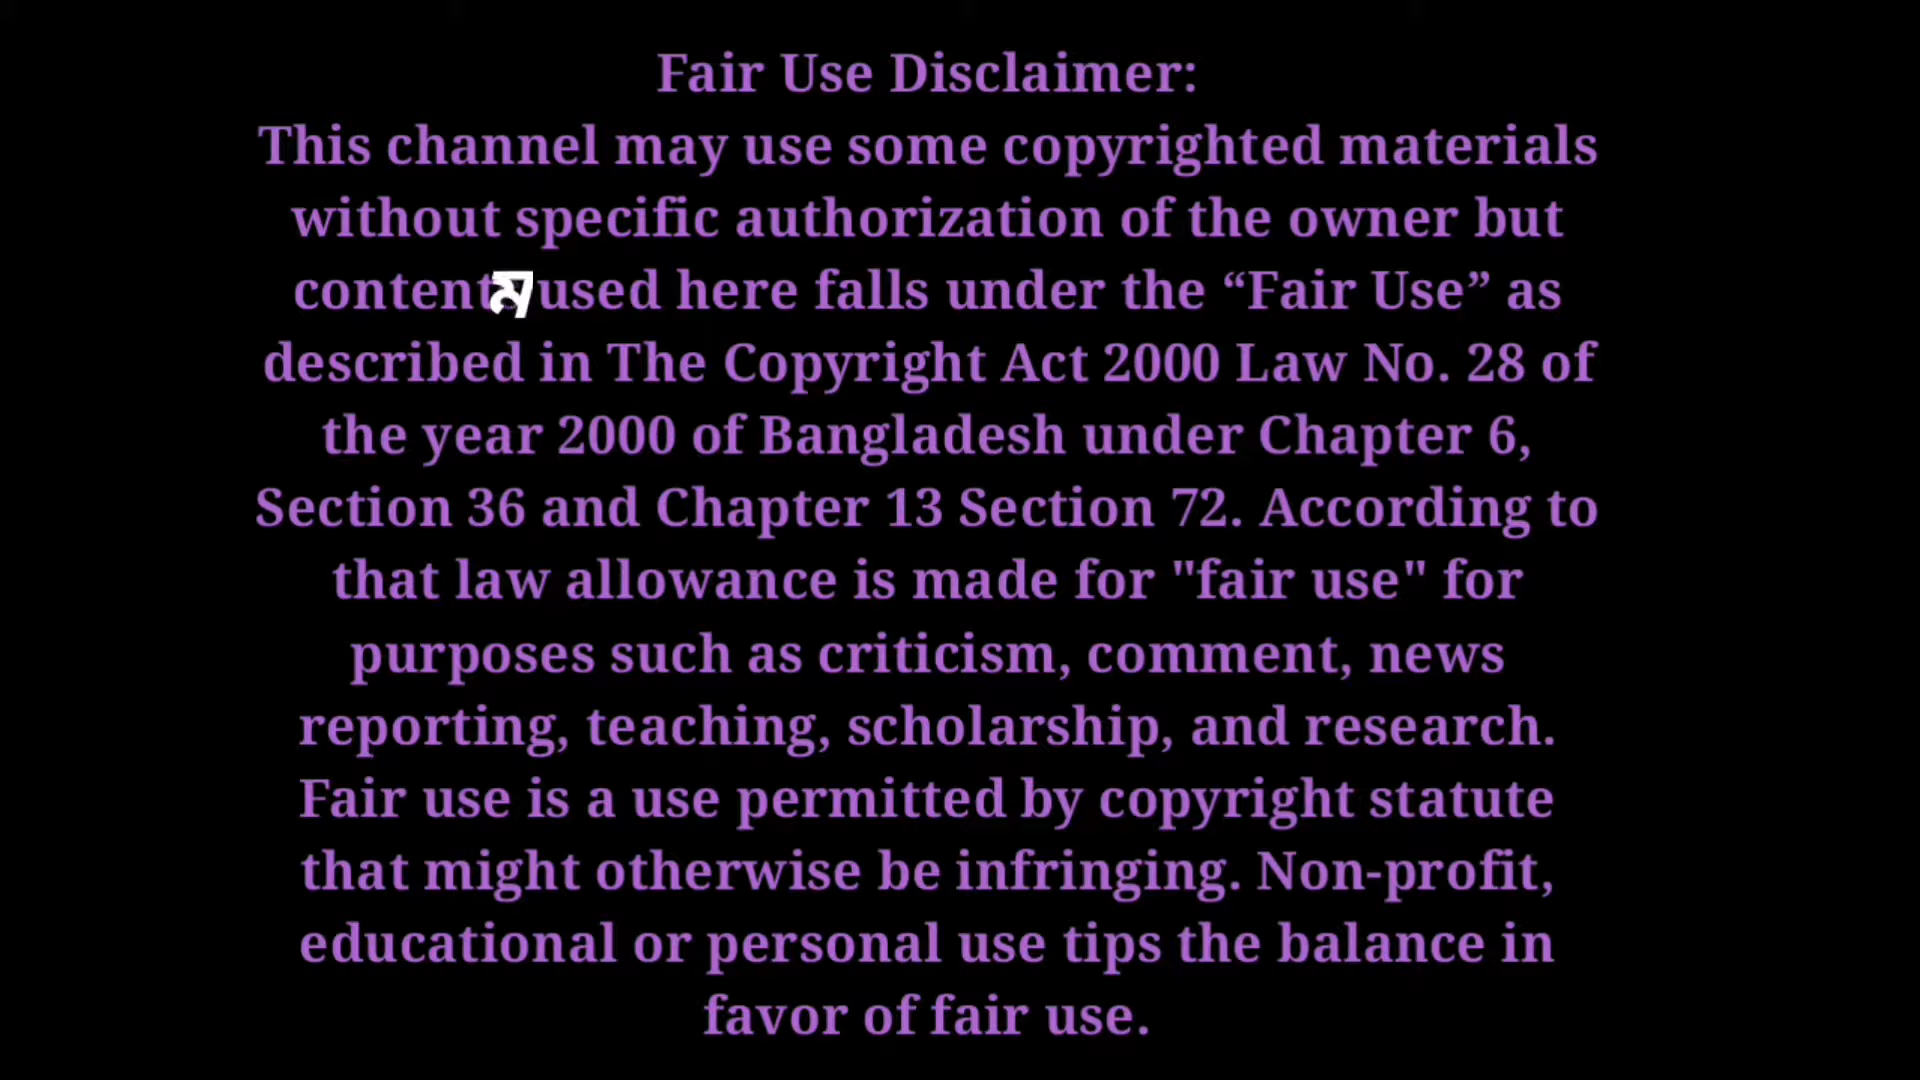 Fair Use Disclaimer:
This channel may use some copyrighted materials
without specific authorization of the owner but
contents used here falls under the “Fair Use” as
described in The Copyright Act 2000 Law No. 28 of
the year 2000 of Bangladesh under Chapter 6,
Section 36 and Chapter 13 Section 72. According to
that law allowance is made for "fair use" for
purposes such as criticism, comment, news
reporting, teaching, scholarship, and research.
Fair use is a use permitted by copyright statute
that might otherwise be infringing. Non-profit,
educational or personal use tips the balance in
favor of fair use.
ম